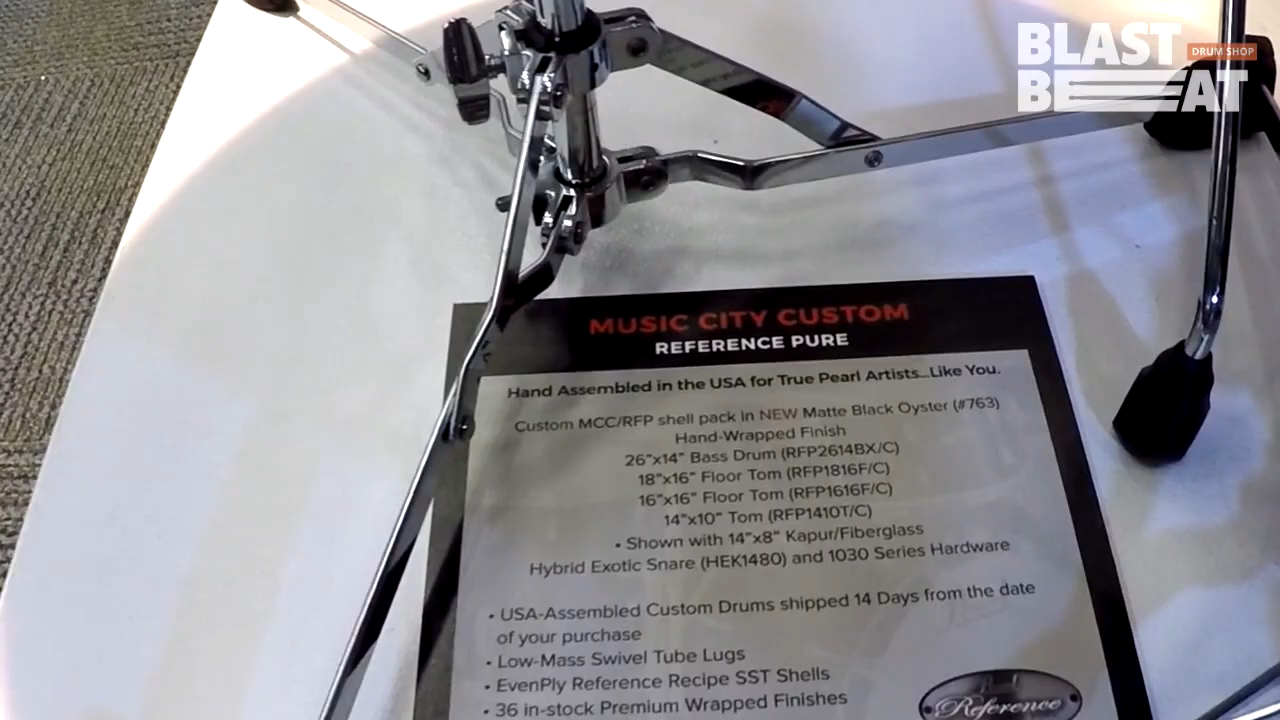 BLAST
DRUM SHOP
BEAT
MUSIC CITY CUSTOM
REFERENCE PURE
Hand Assembled in the USA for True Pearl Artists...Like You.
Custom MCC/RFP shell pack in NEW Matte Black Oyster (#763)
Hand-Wrapped Finish
26"x14" Bass Drum (RFP2614BX/C)
18"x16" Floor Tom (RFP1816F/C)
16"x16" Floor Tom (RFP1616F/C)
14"x10" Tom (RFP1410T/C)
• Shown with 14"x8" Kapur/Fiberglass
Hybrid Exotic Snare (HEK1480) and 1030 Series Hardware
• USA-Assembled Custom Drums shipped 14 Days from the date
of your purchase
• Low-Mass Swivel Tube Lugs
• EvenPly Reference Recipe SST Shells
• 36 in-stock Premium Wrapped Finishes
Reference